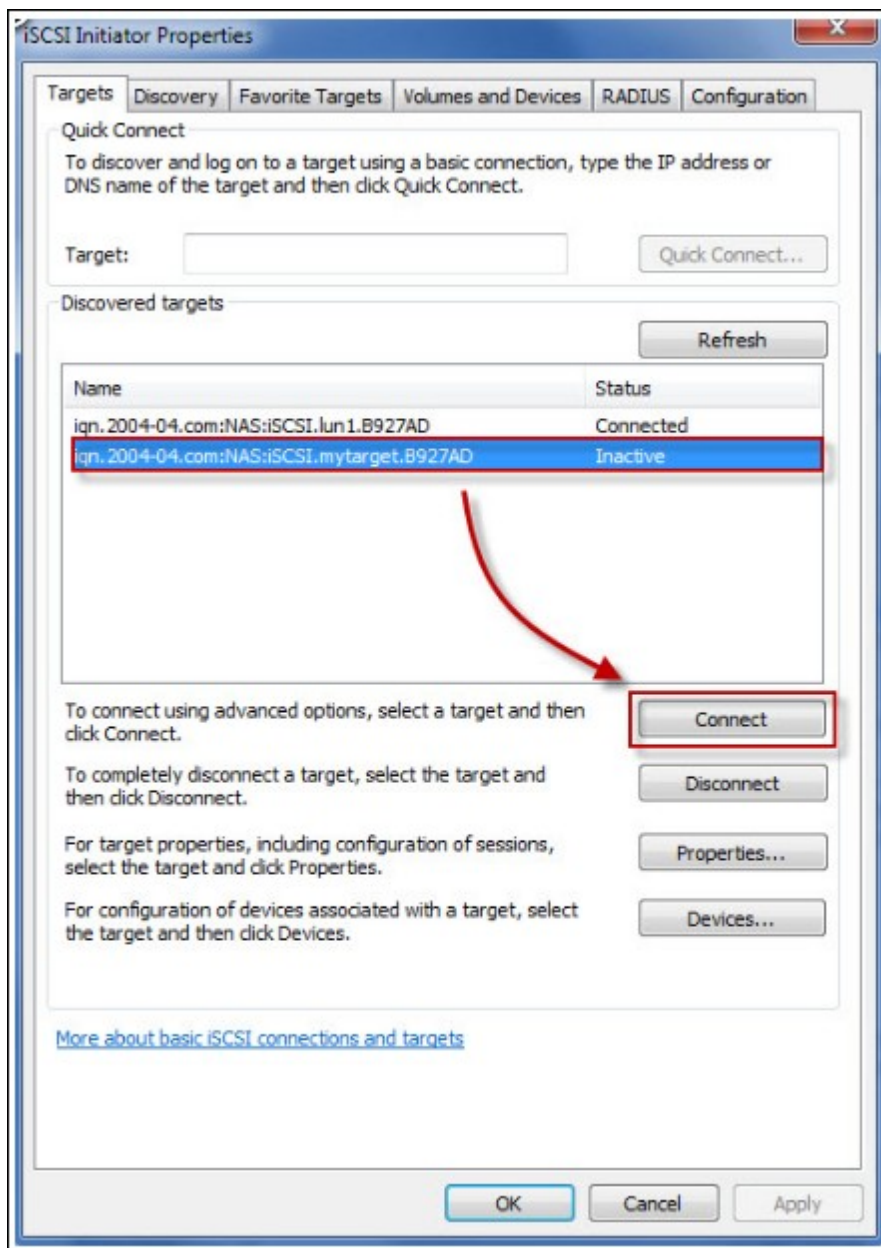 iSCSI Initiator Properties
Targets Discovery Favorite Targets Volumes and Devices RADIUS Configuration
Quick Connect
To discover and log on to a target using a basic connection, type the IP address or
DNS name of the target and then click Quick Connect.
Target:
Quick Connect...
Discovered targets
Refresh
Name Status
iqn.2004-04.com:NAS:iSCSI.lun1.B927AD Connected
iqn.2004-04.com:NAS:iSCSI.mytarget.B927AD Inactive
To connect using advanced options, select a target and then
click Connect.
Connect
To completely disconnect a target, select the target and
then click Disconnect.
Disconnect
For target properties, including configuration of sessions,
select the target and click Properties.
Properties...
For configuration of devices associated with a target, select
the target and then click Devices.
Devices...
More about basic iSCSI connections and targets
OK Cancel Apply